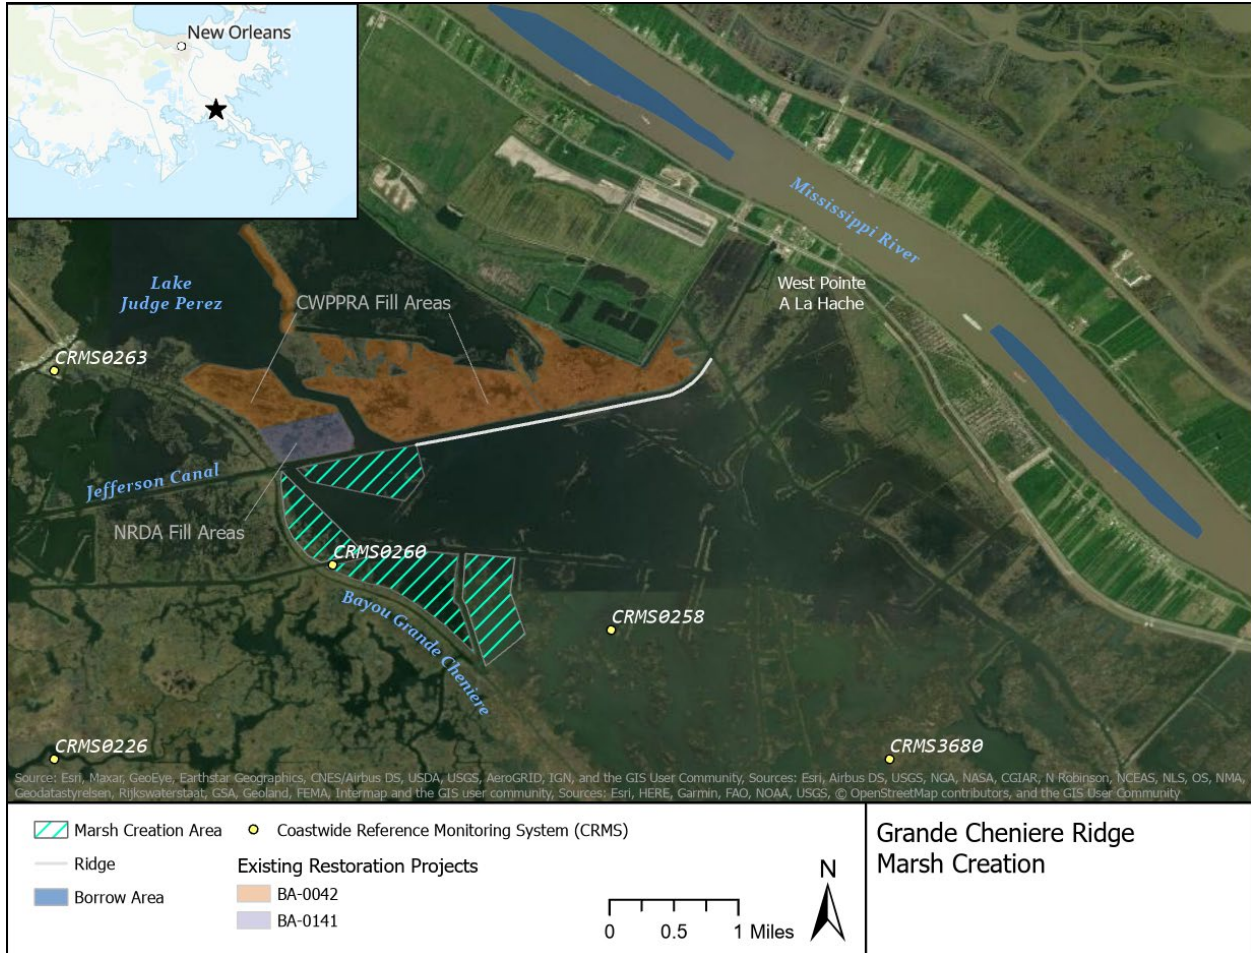 New Orleans
Mississippi River
West Pointe
A La Hache
Lake
Judge Perez
CWPPRA Fill Areas
CRMS0263
Jefferson Canal
NRDA Fill Areas
CRMS0260
Bayou Grande Cheniere
CRMS0258
CRMS0226
CRMS3680
Source: Esri, Maxar, GeoEye, Earthstar Geographics, CNES/Airbus DS, USDA, USGS, AeroGRID, IGN, and the GIS User Community, Sources: Esri, Airbus DS, USGS, NGA, NASA, CGIAR, N Robinson, NCEAS, NLS, OS, NMA,
Geodatastyrelsen, Rijkswaterstaat, GSA, Geoland, FEMA, Intermap and the GIS user community, Sources: Esri, HERE, Garmin, FAO, NOAA, USGS, © OpenStreetMap contributors, and the GIS User Community
Marsh Creation Area
Coastwide Reference Monitoring System (CRMS)
Ridge
Existing Restoration Projects
Borrow Area
BA-0042
BA-0141
0 0.5 1 Miles
N
Grande Cheniere Ridge
Marsh Creation